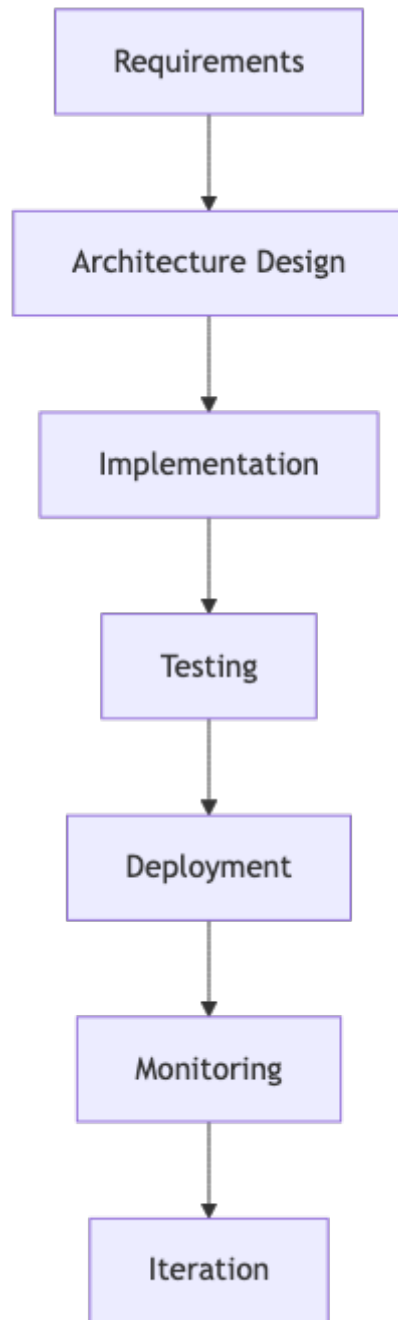 Requirements
Architecture Design
Implementation
Testing
Deployment
Monitoring
Iteration